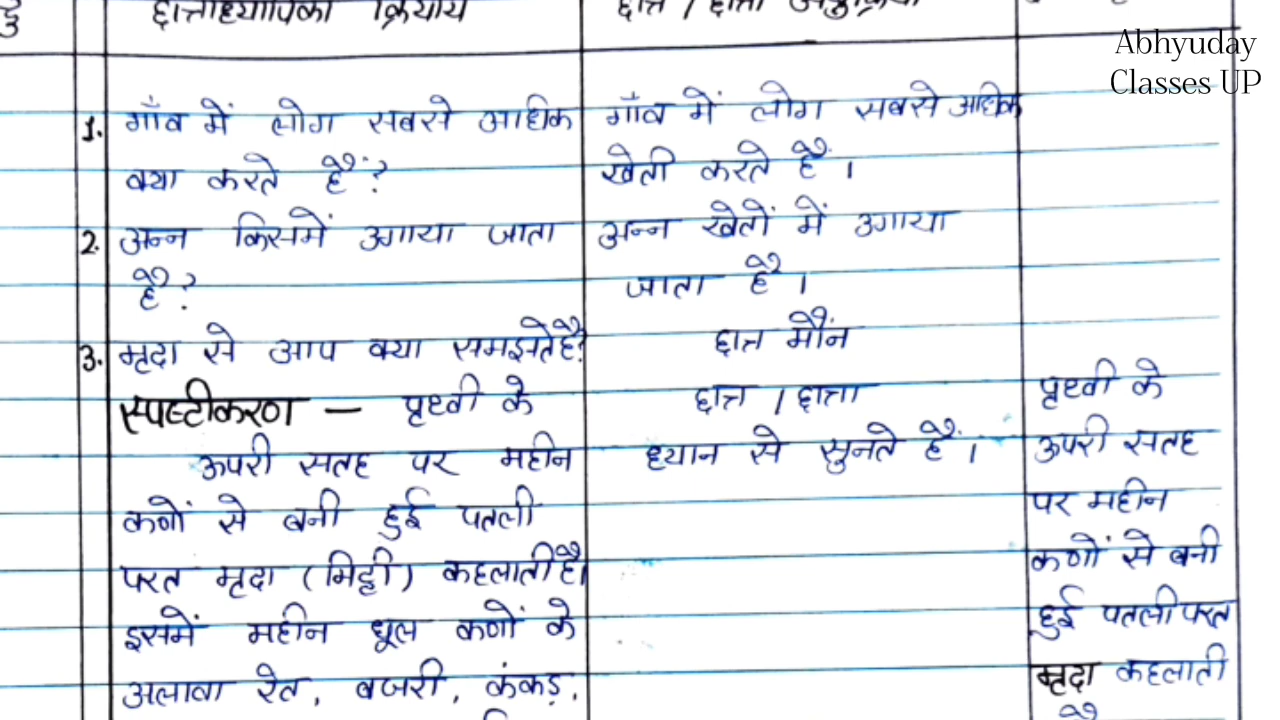 छात्राध्यापिका क्रियायें
छात्र / छात्रा अनुक्रिया
Abhyuday
Classes UP
1. गाँव में लोग सबसे अधिक
क्या करते हैं?
2. अन्न किसमें उगाया जाता
है?
3. मृदा से आप क्या समझते है?
स्पष्टीकरण — पृथ्वी के
ऊपरी सतह पर महीन
कणों से बनी हुई पतली
परत मृदा (मिट्टी) कहलाती है।
इसमें महीन धूल कणों के
अलावा रेत, बजरी, कंकड़,
गाँव में लोग सबसे अधिक
खेती करते हैं।
अन्न खेतों में उगाया
जाता है।
छात्र मौंन
छात्र / छात्रा
ध्यान से सुनते हैं।
पृथ्वी के
ऊपरी सतह
पर महीन
कणों से बनी
हुई पतली परत
मृदा कहलाती
है